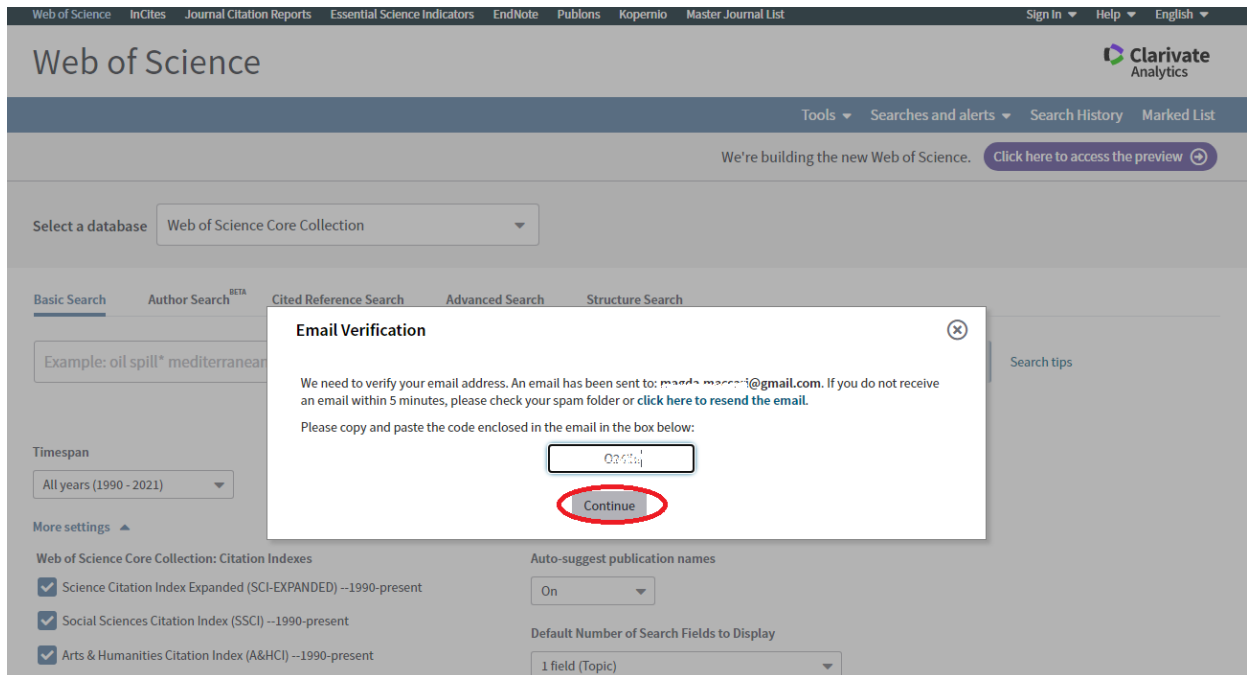 Web of Science InCites Journal Citation Reports Essential Science Indicators EndNote Publons Kopernio Master Journal List Sign In Help English
Web of Science
Clarivate
Analytics
Tools Searches and alerts Search History Marked List
We're building the new Web of Science. Click here to access the preview
Select a database Web of Science Core Collection
Basic Search Author Search BETA Cited Reference Search Advanced Search Structure Search
Email Verification
Example: oil spill* mediterranean
Search tips
We need to verify your email address. An email has been sent to: @gmail.com. If you do not receive
an email within 5 minutes, please check your spam folder or click here to resend the email.
Please copy and paste the code enclosed in the email in the box below:
Continue
Timespan
All years (1990 - 2021)
More settings
Web of Science Core Collection: Citation Indexes
Science Citation Index Expanded (SCI-EXPANDED) --1990-present
Social Sciences Citation Index (SSCI) --1990-present
Arts & Humanities Citation Index (A&HCI) --1990-present
Auto-suggest publication names
On
Default Number of Search Fields to Display
1 field (Topic)